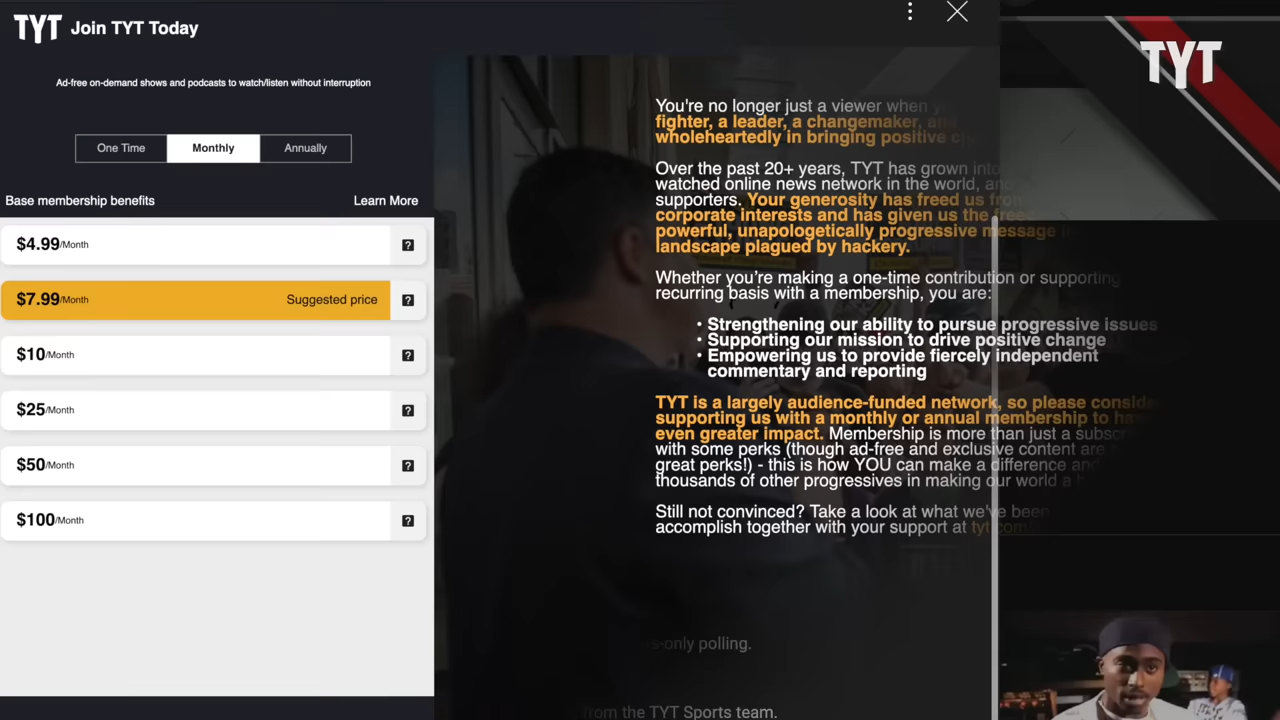 TYT Join TYT Today
Ad-free on-demand shows and podcasts to watch/listen without interruption
One Time Monthly Annually
Base membership benefits Learn More
$4.99/Month ?
$7.99/Month Suggested price ?
$10/Month ?
$25/Month ?
$50/Month ?
$100/Month ?
You're no longer just a viewer when
fighter, a leader, a changemaker, and
wholeheartedly in bringing positive
Over the past 20+ years, TYT has grown into
watched online news network in the world, and
supporters. Your generosity has freed us from
corporate interests and has given us the
powerful, unapologetically progressive message
landscape plagued by hackery.
Whether you're making a one-time contribution or supporting
recurring basis with a membership, you are:
• Strengthening our ability to pursue progressive issues
• Supporting our mission to drive positive change
• Empowering us to provide fiercely independent
commentary and reporting
TYT is a largely audience-funded network, so please consider
supporting us with a monthly or annual membership to
even greater impact. Membership is more than just a
with some perks (though ad-free and exclusive content are
great perks!) - this is how YOU can make a difference and
thousands of other progressives in making our world a
Still not convinced? Take a look at what we've been
accomplish together with your support at
-only polling.
from the TYT Sports team.
TYT